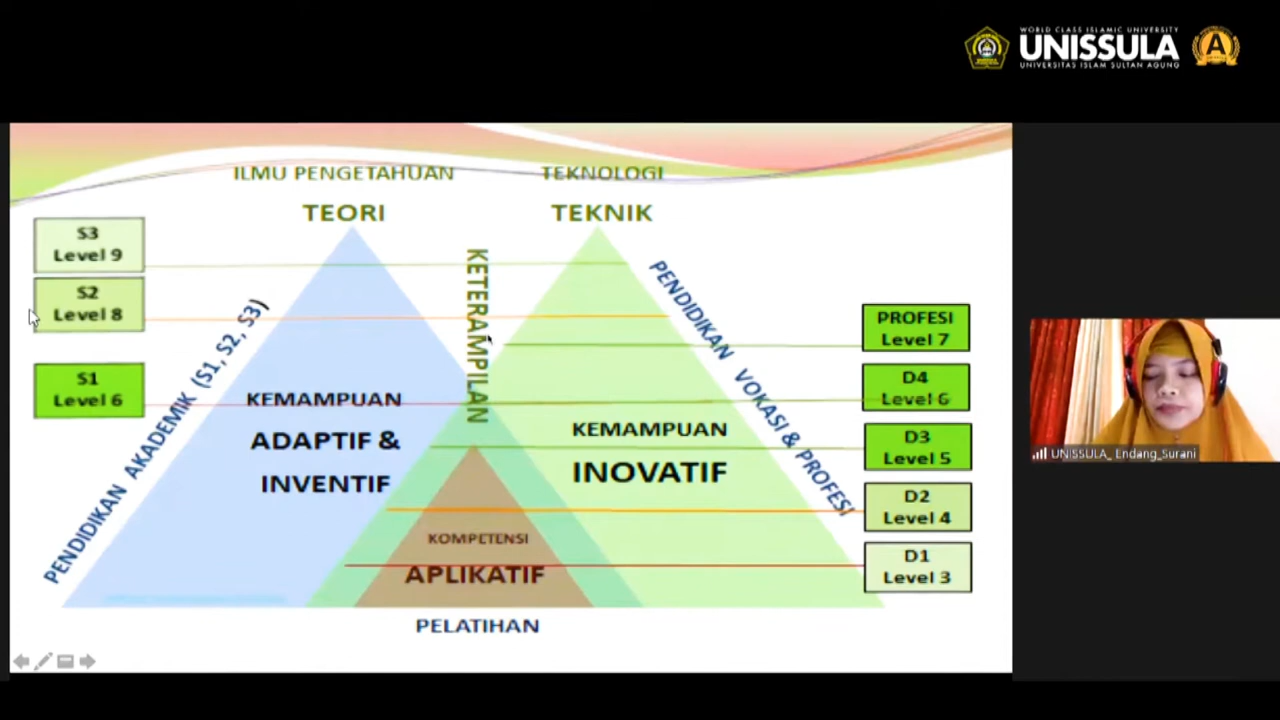 WORLD CLASS ISLAMIC UNIVERSITY
UNISSULA
UNIVERSITAS ISLAM SULTAN AGUNG
A
ILMU PENGETAHUAN
TEORI
TEKNOLOGI
TEKNIK
S3
Level 9
S2
Level 8
S1
Level 6
PENDIDIKAN AKADEMIK (S1, S2, S3)
KETERAMPILAN
PENDIDIKAN VOKASI & PROFESI
KEMAMPUAN
ADAPTIF &
INVENTIF
KEMAMPUAN
INOVATIF
KOMPETENSI
APLIKATIF
PELATIHAN
PROFESI
Level 7
D4
Level 6
D3
Level 5
D2
Level 4
D1
Level 3
UNISSULA_ Endang_Surani